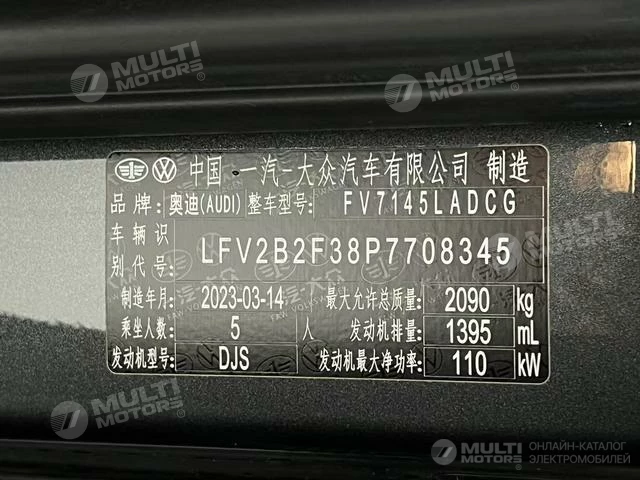 MULTI MOTORS
MULTI MOTORS
中国 一汽-大众汽车有限公司 制造
品 牌: 奥迪(AUDI) 整车型号: FV7145LADCG
车辆识别代号: LFV2B2F38P7708345
制造年月: 2023-03-14 最大允许总质量: 2090 kg
乘坐人数: 5 人 发动机排量: 1395 mL
发动机型号: DJS 发动机最大净功率: 110 kW
MULTI MOTORS
MULTI MOTORS
MULTI MOTORS ОНЛАЙН-КАТАЛОГ
ЭЛЕКТРОМОБИЛЕЙ